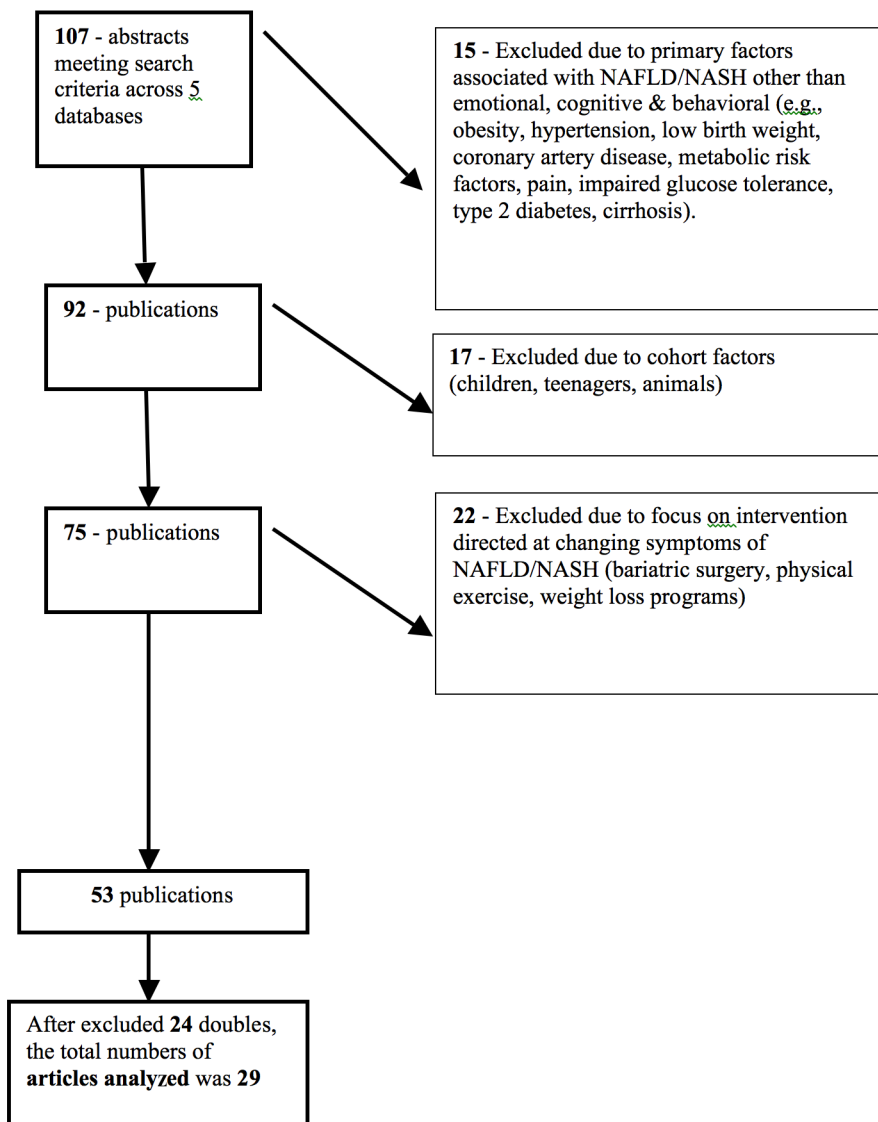 107 - abstracts
meeting search
criteria across 5
databases
15 - Excluded due to primary factors
associated with NAFLD/NASH other than
emotional, cognitive & behavioral (e.g.,
obesity, hypertension, low birth weight,
coronary artery disease, metabolic risk
factors, pain, impaired glucose tolerance,
type 2 diabetes, cirrhosis).
92 - publications
17 - Excluded due to cohort factors
(children, teenagers, animals)
75 - publications
22 - Excluded due to focus on intervention
directed at changing symptoms of
NAFLD/NASH (bariatric surgery, physical
exercise, weight loss programs)
53 publications
After excluded 24 doubles,
the total numbers of
articles analyzed was 29